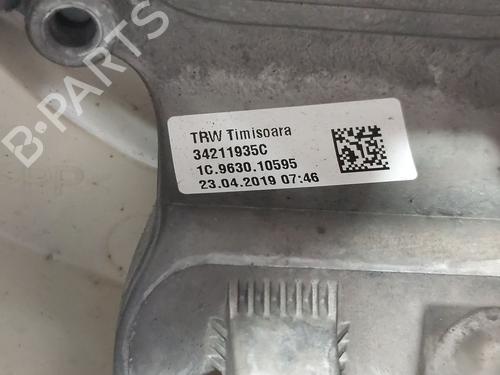 B-PARTS
TRW Timisoara
34211935C
1C.9630.10595
23.04.2019 07:46